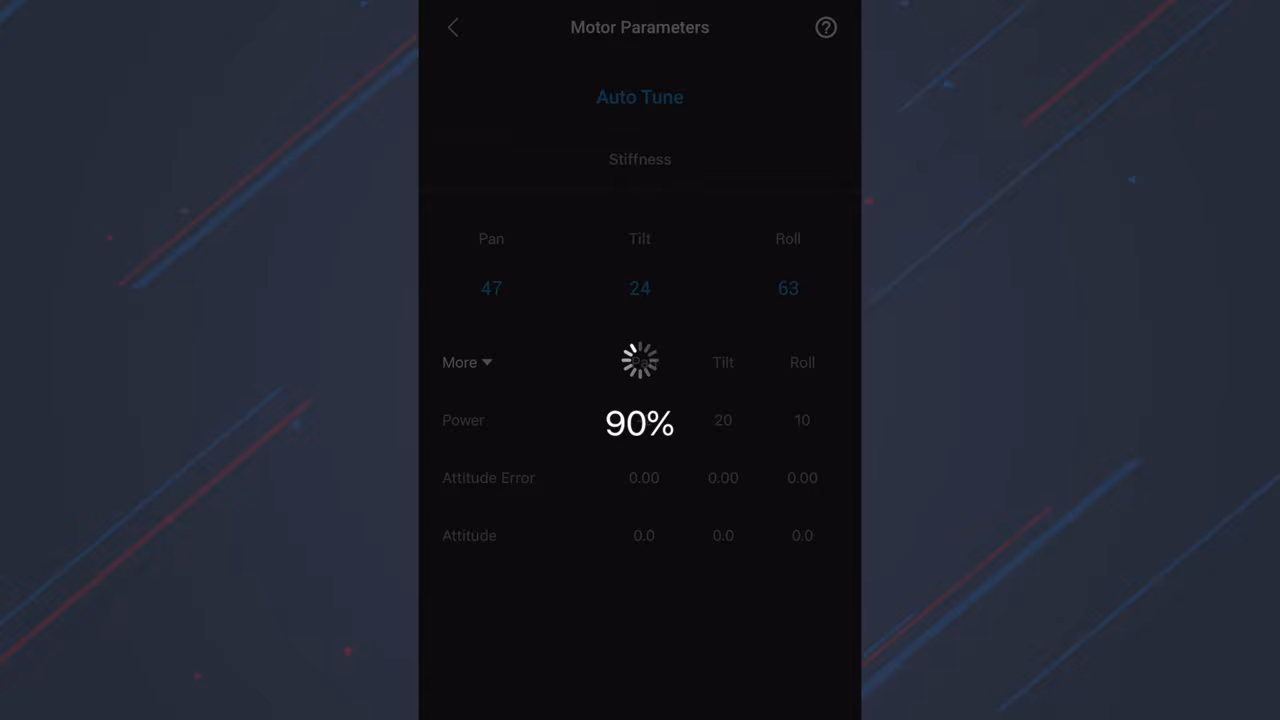 Motor Parameters
Auto Tune
Stiffness
Pan Tilt Roll
47 24 63
More Pan Tilt Roll
Power 20 10
90%
Attitude Error 0.00 0.00 0.00
Attitude 0.0 0.0 0.0